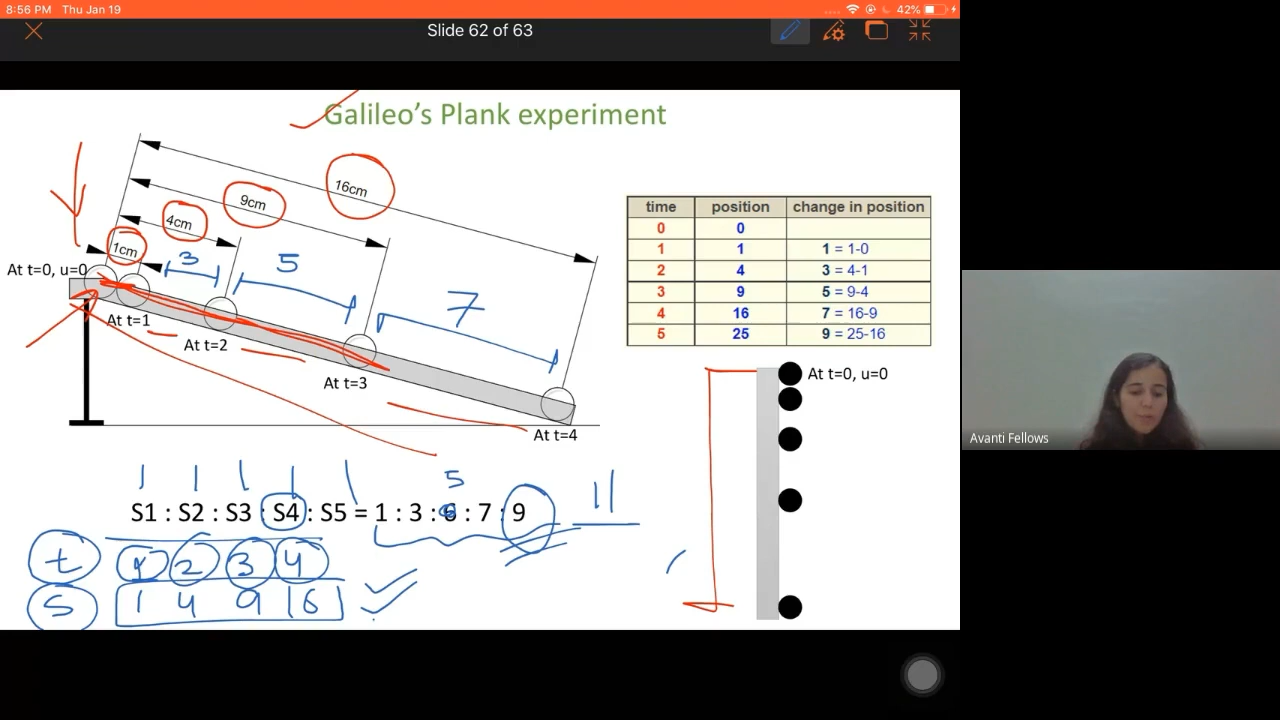 8:56 PM Thu Jan 19
42%
Slide 62 of 63
Galileo's Plank experiment
16cm
9cm
4cm
1cm
3
5
7
At t=0, u=0
At t=1
At t=2
At t=3
At t=4
time position change in position
0 0
1 1 1 = 1-0
2 4 3 = 4-1
3 9 5 = 9-4
4 16 7 = 16-9
5 25 9 = 25-16
At t=0, u=0
5
S1 : S2 : S3 : S4 : S5 = 1 : 3 : 6 : 7 : 9 11
t 1 2 3 4
S 1 4 9 16
Avanti Fellows